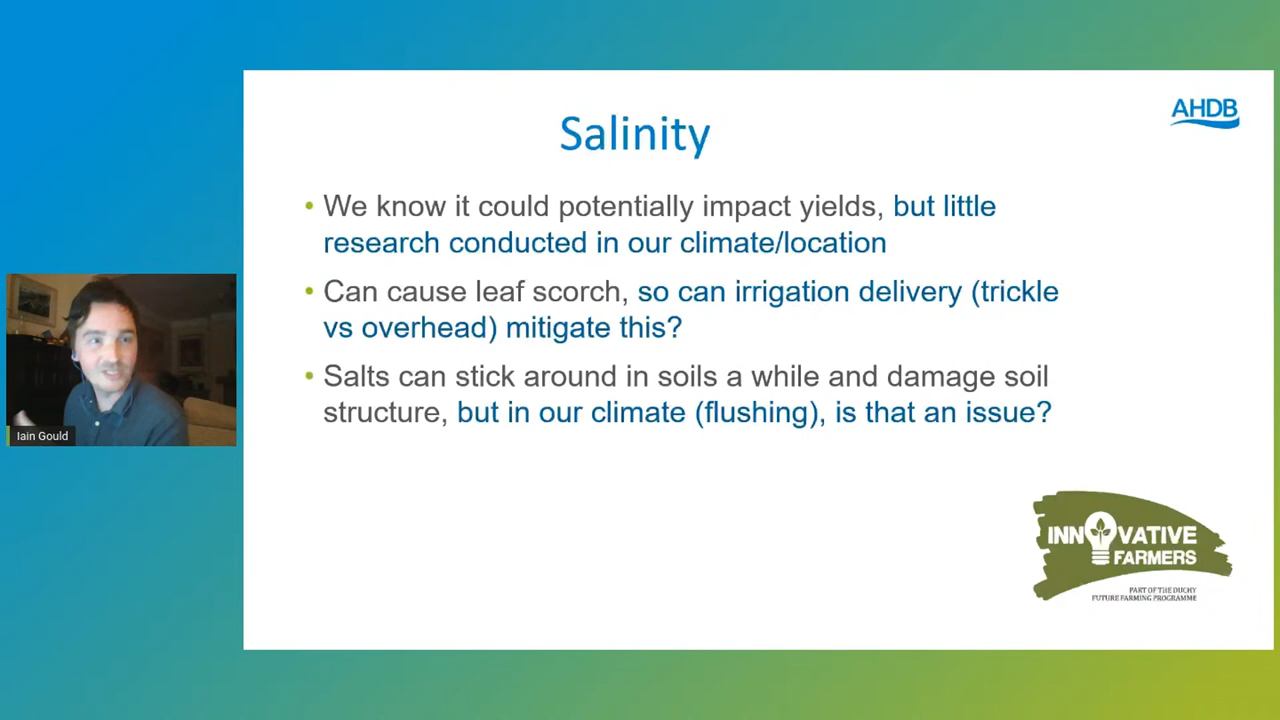 AHDB
Salinity
• We know it could potentially impact yields, but little
research conducted in our climate/location
• Can cause leaf scorch, so can irrigation delivery (trickle
vs overhead) mitigate this?
• Salts can stick around in soils a while and damage soil
structure, but in our climate (flushing), is that an issue?
Iain Gould
INNOVATIVE
FARMERS
PART OF THE DUCHY
FUTURE FARMING PROGRAMME